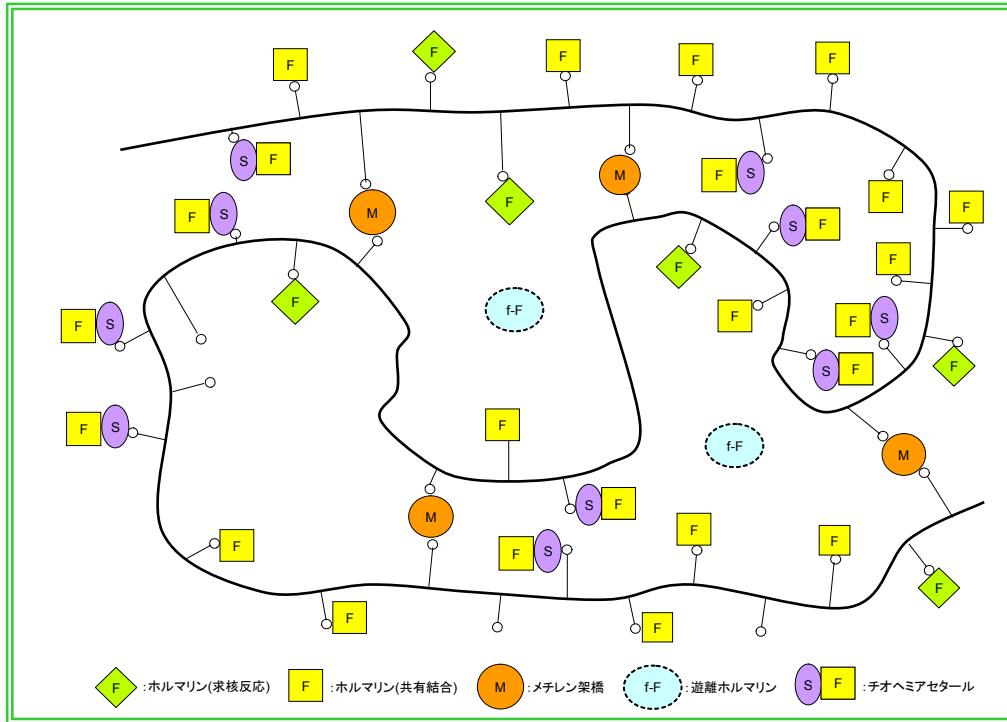 F F F F F
S F M F S F
F S M F S F F
F F
F f-F F F S
F S
S F F
F S F f-F M
M S F
F F S F F
F
F F
F :ホルマリン(求核反応) F :ホルマリン(共有結合) M :メチレン架橋 f-F :遊離ホルマリン S F :チオヘミアセタール